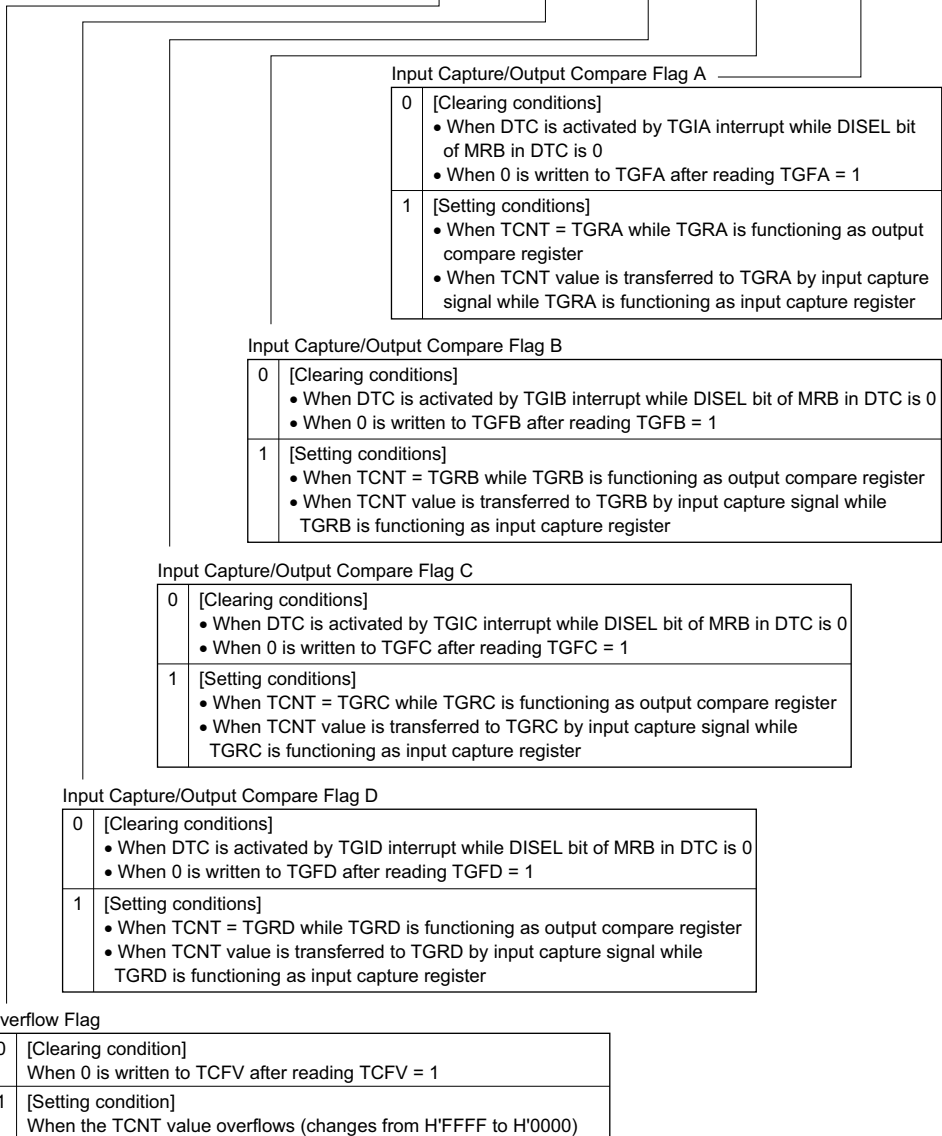 Input Capture/Output Compare Flag A
0 [Clearing conditions]
• When DTC is activated by TGIA interrupt while DISEL bit
of MRB in DTC is 0
• When 0 is written to TGFA after reading TGFA = 1
1 [Setting conditions]
• When TCNT = TGRA while TGRA is functioning as output
compare register
• When TCNT value is transferred to TGRA by input capture
signal while TGRA is functioning as input capture register
Input Capture/Output Compare Flag B
0 [Clearing conditions]
• When DTC is activated by TGIB interrupt while DISEL bit of MRB in DTC is 0
• When 0 is written to TGFB after reading TGFB = 1
1 [Setting conditions]
• When TCNT = TGRB while TGRB is functioning as output compare register
• When TCNT value is transferred to TGRB by input capture signal while
TGRB is functioning as input capture register
Input Capture/Output Compare Flag C
0 [Clearing conditions]
• When DTC is activated by TGIC interrupt while DISEL bit of MRB in DTC is 0
• When 0 is written to TGFC after reading TGFC = 1
1 [Setting conditions]
• When TCNT = TGRC while TGRC is functioning as output compare register
• When TCNT value is transferred to TGRC by input capture signal while
TGRC is functioning as input capture register
Input Capture/Output Compare Flag D
0 [Clearing conditions]
• When DTC is activated by TGID interrupt while DISEL bit of MRB in DTC is 0
• When 0 is written to TGFD after reading TGFD = 1
1 [Setting conditions]
• When TCNT = TGRD while TGRD is functioning as output compare register
• When TCNT value is transferred to TGRD by input capture signal while
TGRD is functioning as input capture register
verflow Flag
0 [Clearing condition]
When 0 is written to TCFV after reading TCFV = 1
1 [Setting condition]
When the TCNT value overflows (changes from H'FFFF to H'0000)